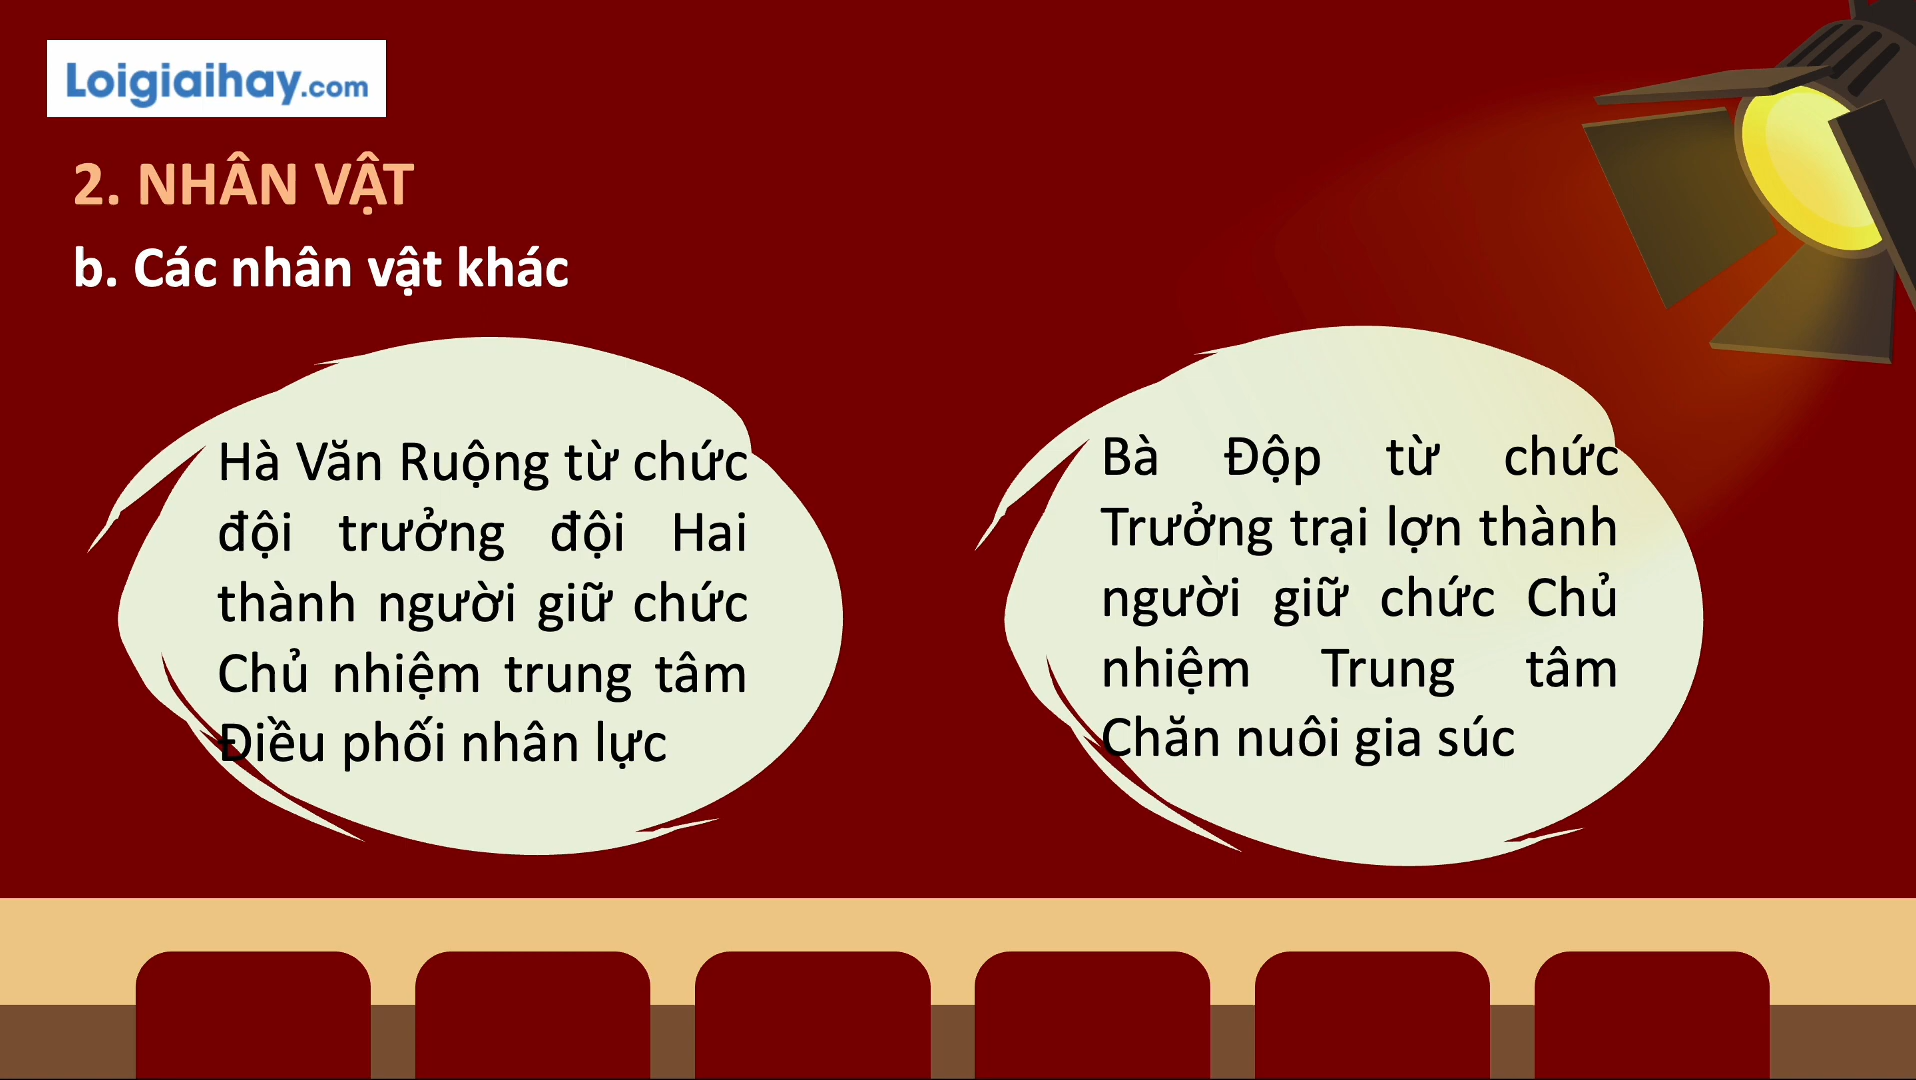 Loigiaihay.com
2. NHÂN VẬT
b. Các nhân vật khác
Hà Văn Ruộng từ chức
đội trưởng đội Hai
thành người giữ chức
Chủ nhiệm trung tâm
Điều phối nhân lực
Bà Độp từ chức
Trưởng trại lợn thành
người giữ chức Chủ
nhiệm Trung tâm
Chăn nuôi gia súc